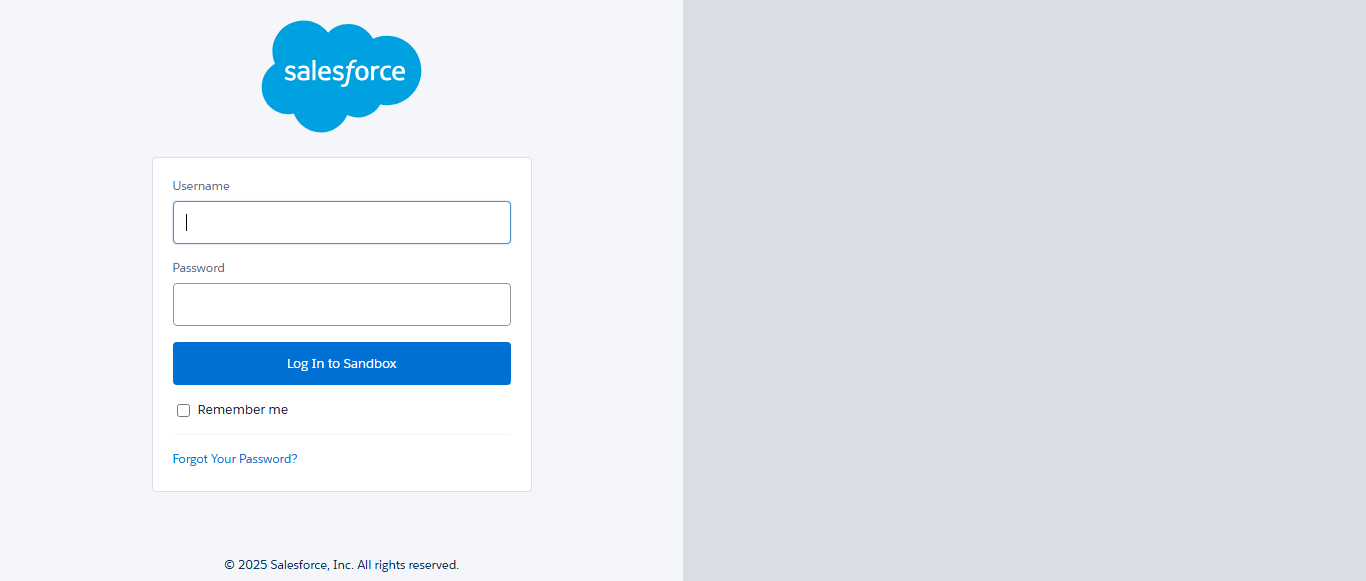 salesforce
Username
Password
Log In to Sandbox
Remember me
Forgot Your Password?
© 2025 Salesforce, Inc. All rights reserved.